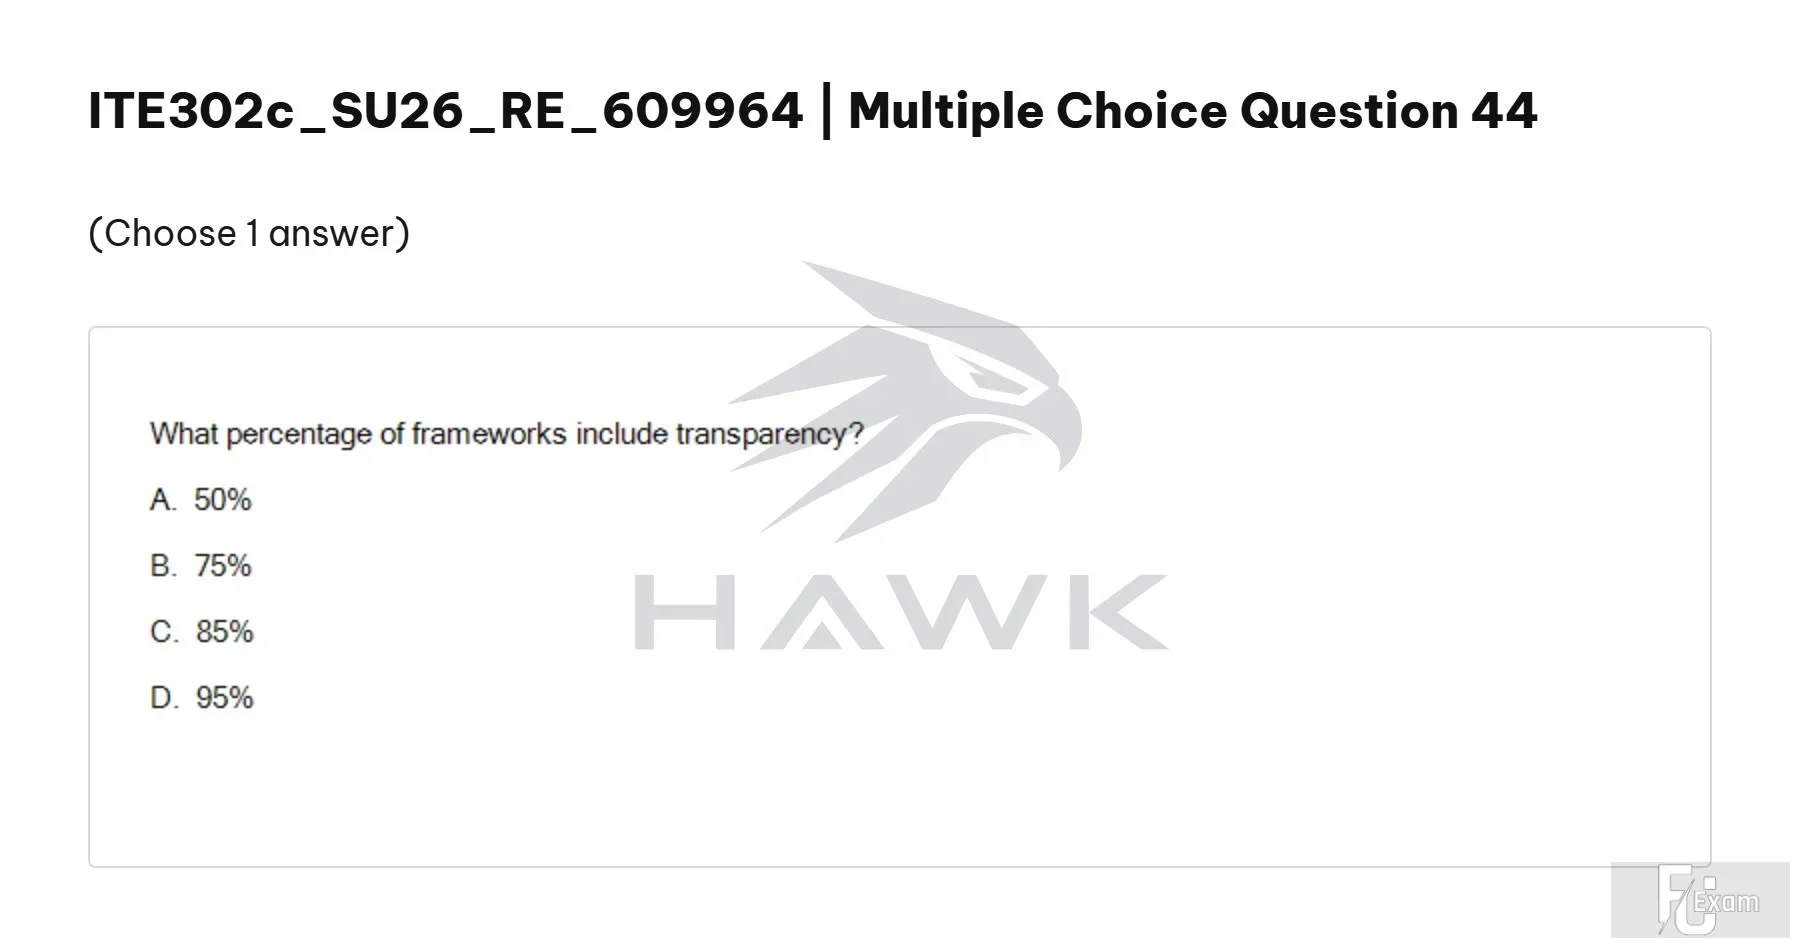 ITE302c_SU26_RE_609964 | Multiple Choice Question 44
(Choose 1 answer)
What percentage of frameworks include transparency?
A. 50%
B. 75%
C. 85%
D. 95%
HAWK
FU Exam